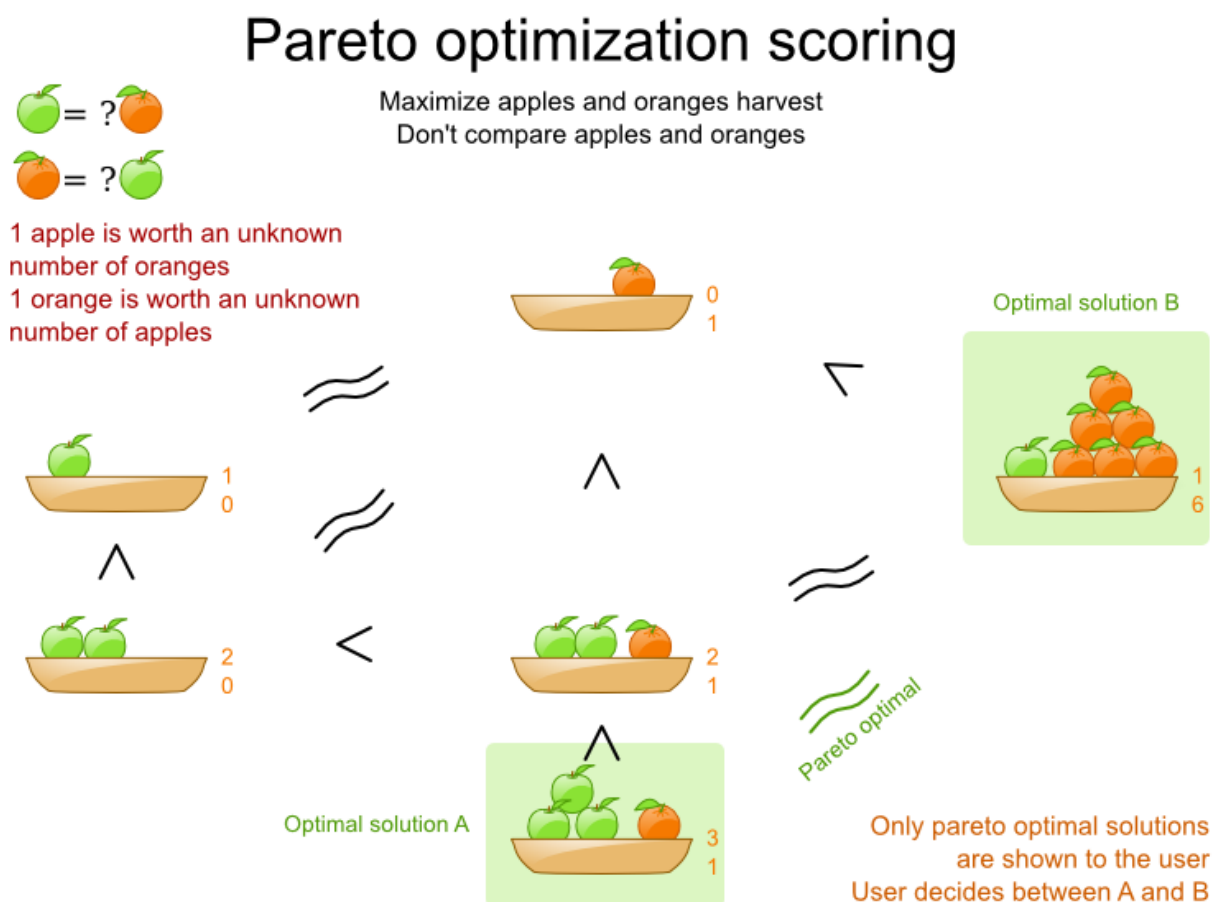 Pareto optimization scoring
Maximize apples and oranges harvest
Don't compare apples and oranges
= ?
= ?
1 apple is worth an unknown
number of oranges
1 orange is worth an unknown
number of apples
0
1
Optimal solution B
≈
<
1
0
<
1
6
≈
<
≈
2
0
<
2
1
≈
Pareto optimal
<
Optimal solution A
3
1
Only pareto optimal solutions
are shown to the user
User decides between A and B